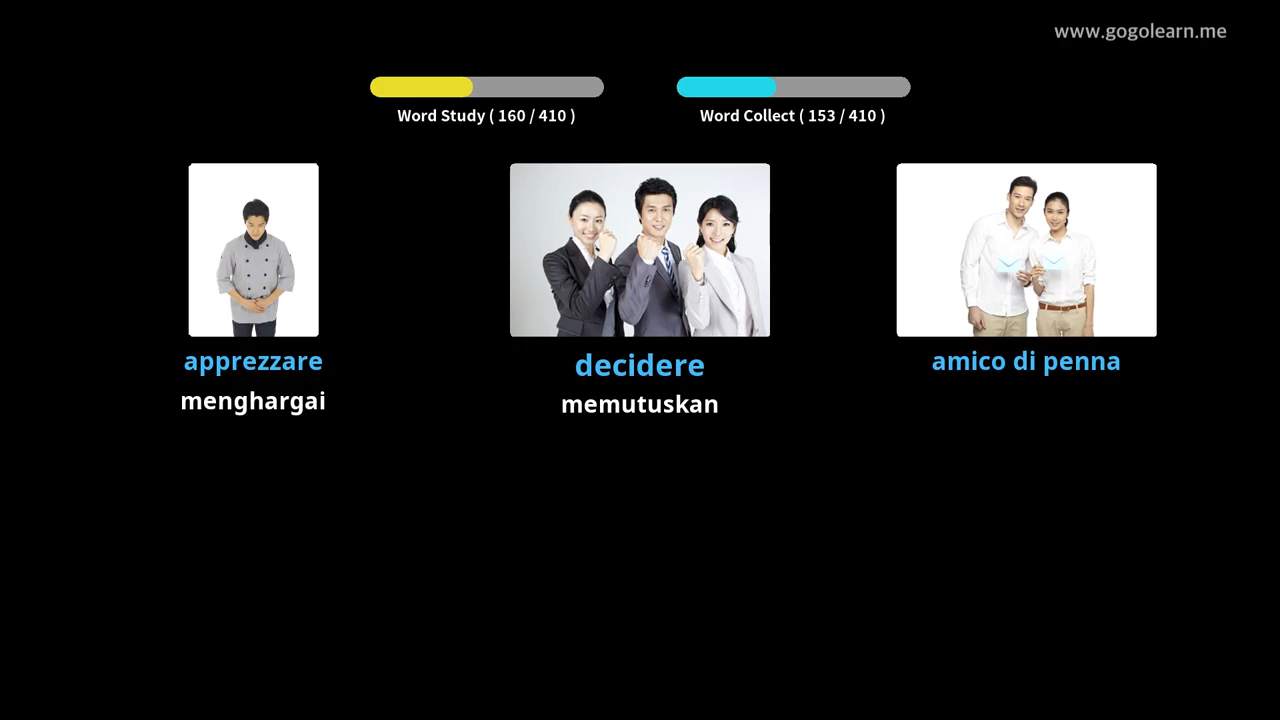 www.gogolearn.me
Word Study ( 160 / 410 )
Word Collect ( 153 / 410 )
apprezzare
menghargai
decidere
memutuskan
amico di penna